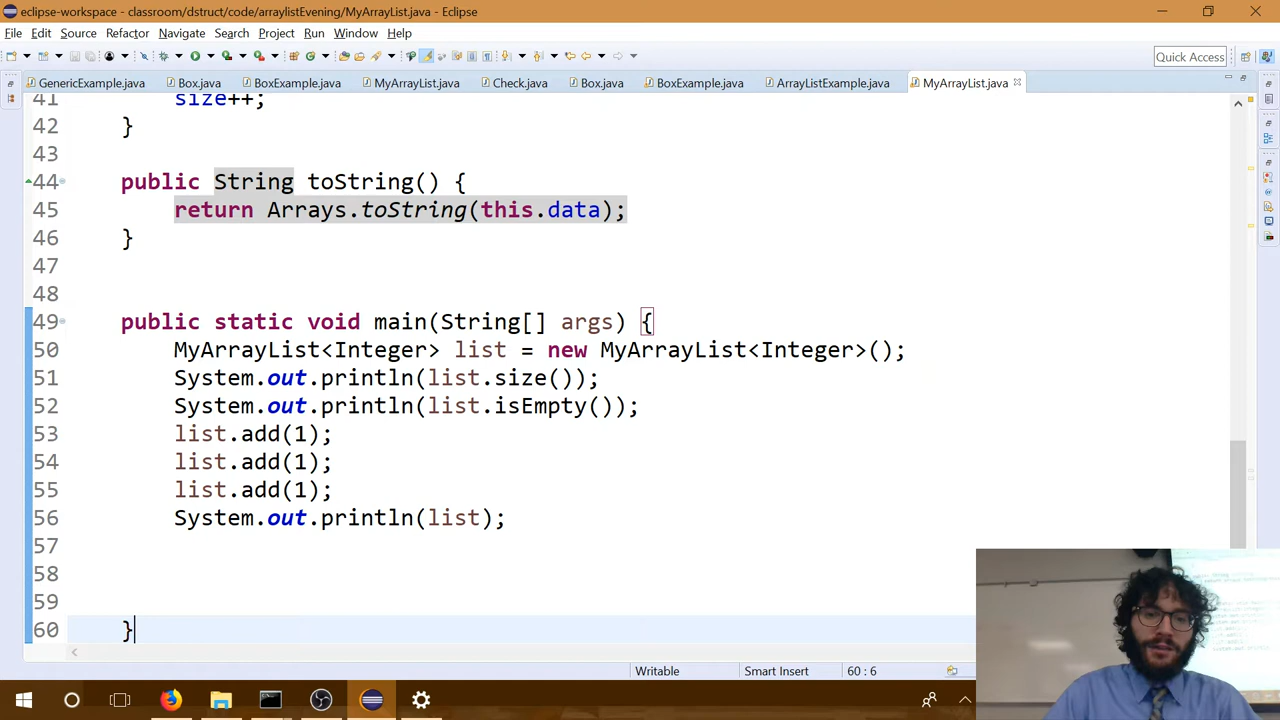 eclipse-workspace - classroom/dstruct/code/arraylistEvening/MyArrayList.java - Eclipse
File Edit Source Refactor Navigate Search Project Run Window Help
Quick Access
GenericExample.java Box.java BoxExample.java MyArrayList.java Check.java Box.java BoxExample.java ArrayListExample.java MyArrayList.java
41 size++;
42 }
43
44 public String toString() {
45 return Arrays.toString(this.data);
46 }
47
48
49 public static void main(String[] args) {
50 MyArrayList<Integer> list = new MyArrayList<Integer>();
51 System.out.println(list.size());
52 System.out.println(list.isEmpty());
53 list.add(1);
54 list.add(1);
55 list.add(1);
56 System.out.println(list);
57
58
59
60 }
Writable Smart Insert 60 : 6